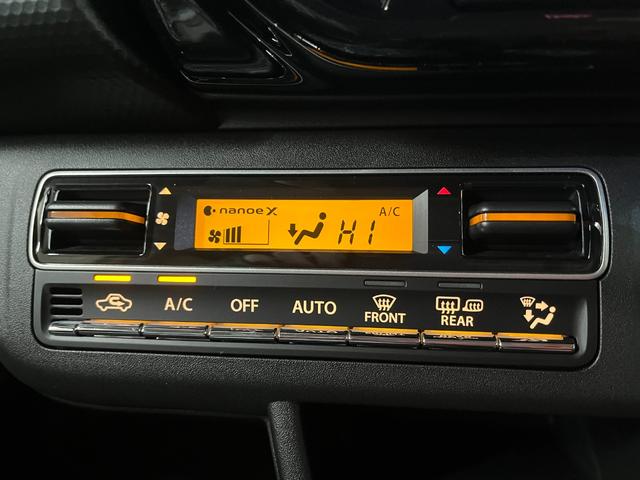 nanoe X
A/C
HI
A/C
OFF
AUTO
FRONT
REAR